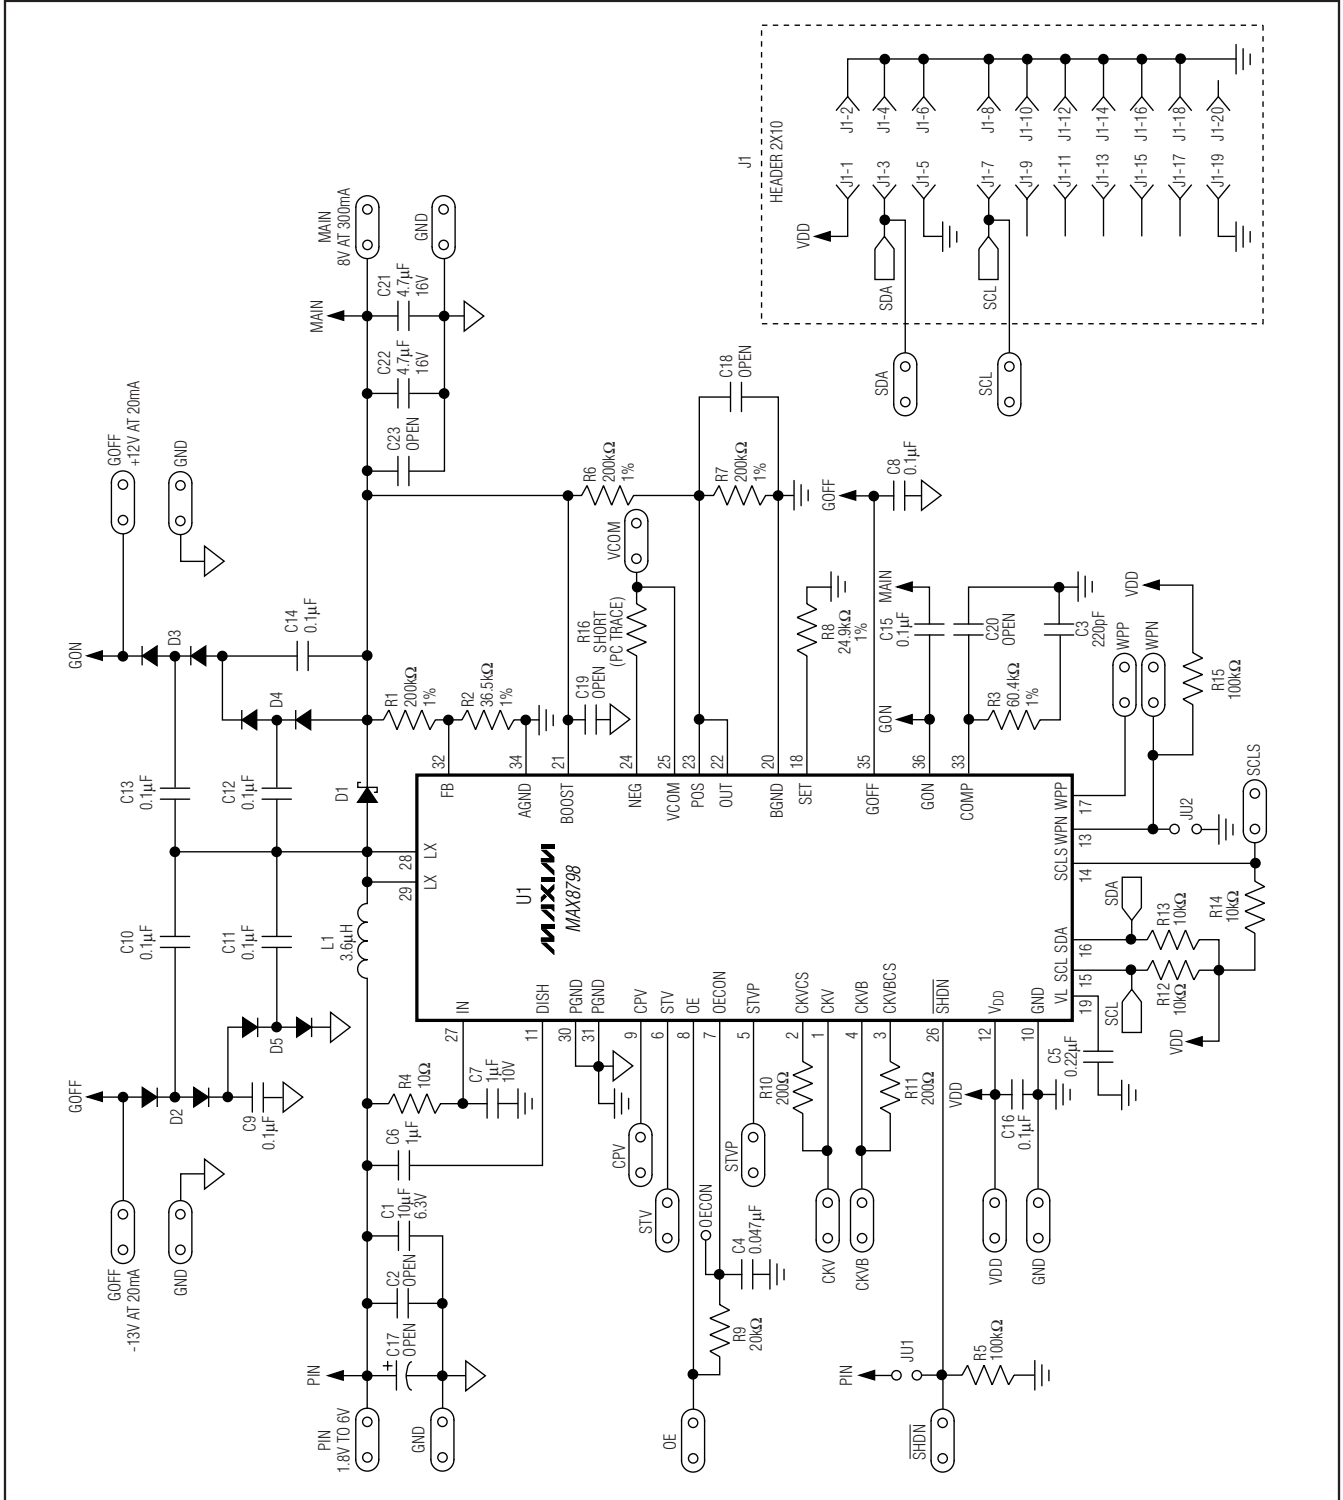 J1
HEADER 2X10
J1-2
J1-4
J1-6
J1-8
J1-10
J1-12
J1-14
J1-16
J1-18
J1-20
J1-1
J1-3
J1-5
J1-7
J1-9
J1-11
J1-13
J1-15
J1-17
J1-19
VDD
SDA
SCL
SDA
SCL
MAIN
8V AT 300mA
GND
MAIN
C21
4.7µF
16V
C22
4.7µF
16V
C23
OPEN
GOFF
+12V AT 20mA
GND
GON
D3
C14
0.1µF
D4
C13
0.1µF
C12
0.1µF
D1
R1
200kΩ
1%
R2
36.5kΩ
1%
C19
OPEN
R16
SHORT
(PC TRACE)
VCOM
R6
200kΩ
1%
R7
200kΩ
1%
C18
OPEN
R8
24.9kΩ
1%
GOFF
C8
0.1µF
MAIN
C15
0.1µF
GON
C20
OPEN
R3
60.4kΩ
1%
C3
220pF
WPP
WPN
VDD
R15
100kΩ
32
34
21
24
25
23
22
20
18
35
36
33
FB
AGND
BOOST
NEG
VCOM
POS
OUT
BGND
SET
GOFF
GON
COMP
28
LX
29
LX
U1
MAXIM
MAX8798
WPP
17
WPN
13
SCLS
14
SDA
16
SCL
15
VL
19
JU2
SCLS
SDA
R13
10kΩ
R14
10kΩ
R12
10kΩ
SCL
VDD
C5
0.22µF
L1
3.6µH
C10
0.1µF
C11
0.1µF
D5
GOFF
D2
C9
0.1µF
GOFF
-13V AT 20mA
GND
IN
DISH
PGND
PGND
CPV
STV
OE
OECON
STVP
CKVCS
CKV
CKVB
CKVBCS
SHDN
VDD
GND
27
11
30
31
9
6
8
7
5
2
1
4
3
26
12
10
R4
10Ω
C7
1µF
10V
C6
1µF
C1
10µF
6.3V
C2
OPEN
C17
OPEN
+
PIN
PIN
1.8V TO 6V
GND
CPV
STV
STVP
OECON
C4
0.047µF
R9
20kΩ
OE
R10
200Ω
R11
200Ω
CKV
CKVB
VDD
C16
0.1µF
VDD
GND
PIN
JU1
R5
100kΩ
SHDN